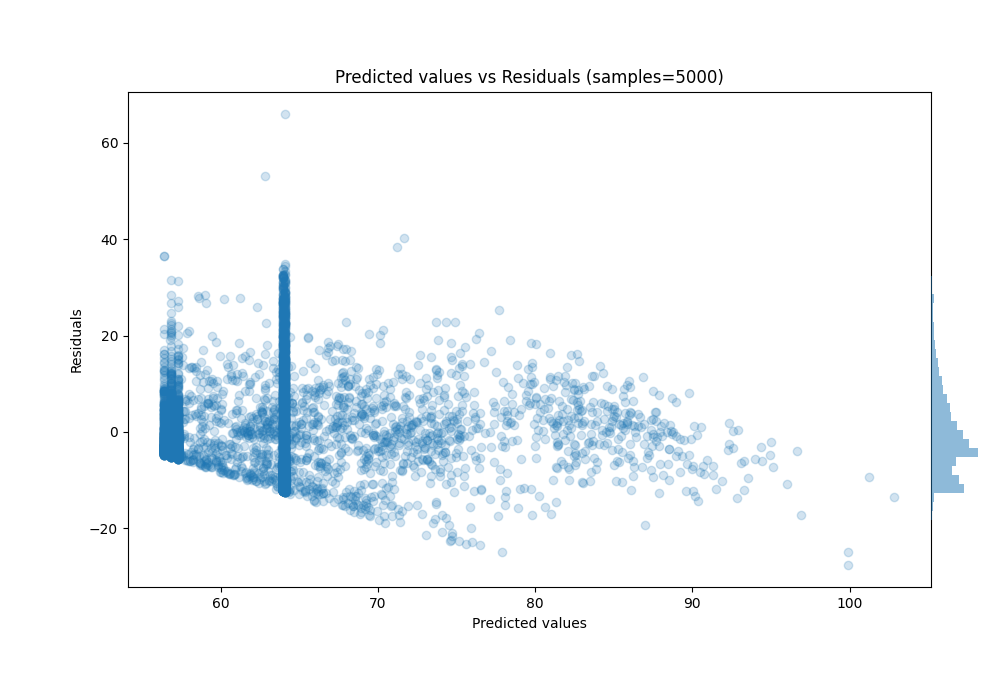 Predicted values vs Residuals (samples=5000)
60
40
20
0
−20
Residuals
60 70 80 90 100
Predicted values